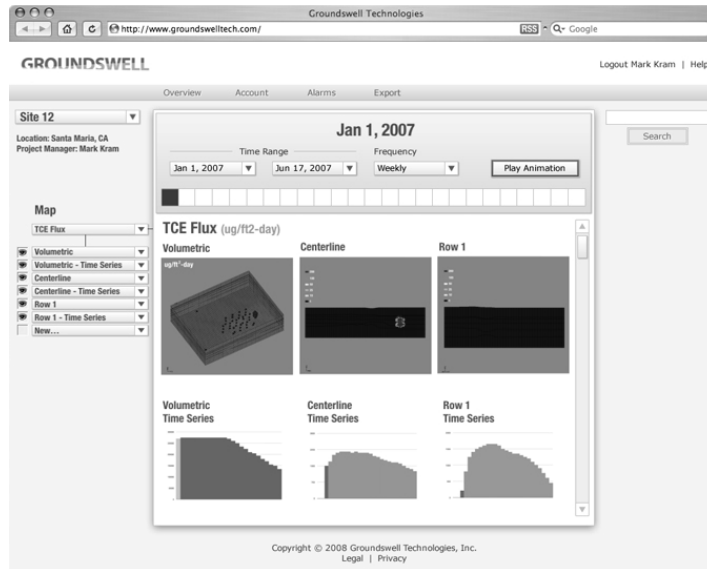 Groundswell Technologies
http://www.groundswelltech.com/
RSS
Google
GROUNDSWELL
Logout Mark Kram | Help
Overview Account Alarms Export
Site 12
Location: Santa Maria, CA
Project Manager: Mark Kram
Jan 1, 2007
Time Range Frequency
Jan 1, 2007 Jun 17, 2007 Weekly Play Animation
Search
Map
TCE Flux
Volumetric
Volumetric - Time Series
Centerline
Centerline - Time Series
Row 1
Row 1 - Time Series
New...
TCE Flux (ug/ft2-day)
Volumetric Centerline Row 1
ug/ft²-day
Volumetric
Time Series
Centerline
Time Series
Row 1
Time Series
Copyright © 2008 Groundswell Technologies, Inc.
Legal | Privacy